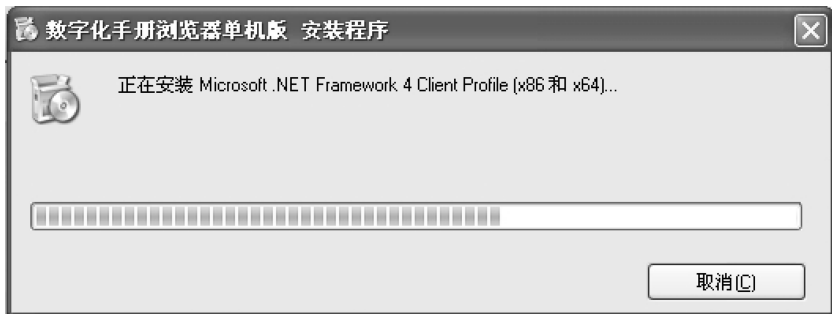 数字化手册浏览器单机版 安装程序
正在安装 Microsoft .NET Framework 4 Client Profile (x86 和 x64)...
取消(C)